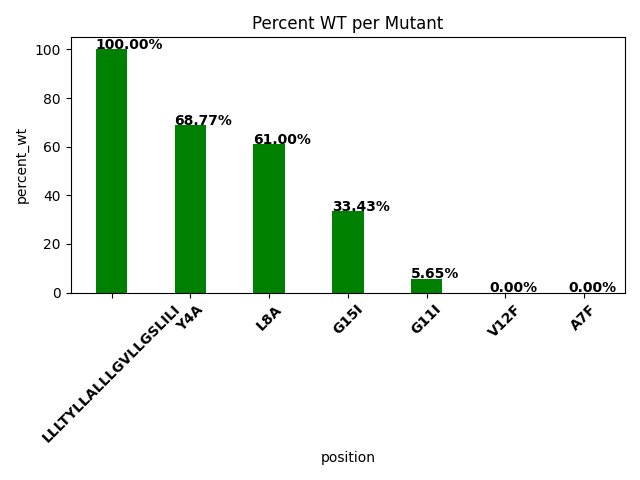 Percent WT per Mutant
percent_wt
100
80
60
40
20
0
100.00%
68.77%
61.00%
33.43%
5.65%
0.00%
0.00%
LLLTYLLALLLGVLLGSLILI
Y4A
L8A
G15I
G11I
V12F
A7F
position